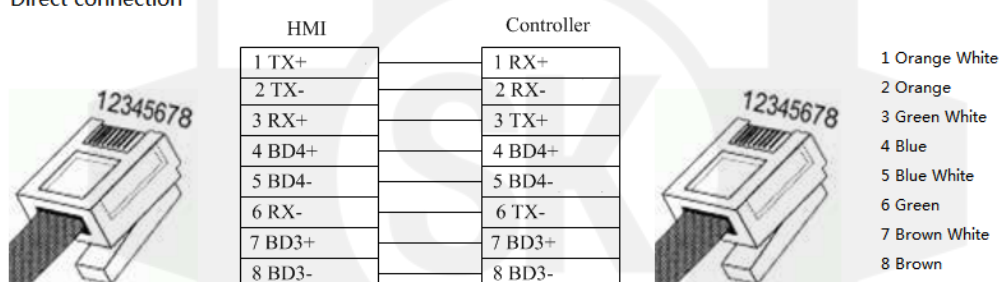 Direct connection
HMI Controller
1 TX+ 1 RX+ 1 Orange White
2 TX- 2 RX- 2 Orange
12345678 12345678
3 RX+ 3 TX+ 3 Green White
4 BD4+ 4 BD4+ 4 Blue
5 BD4- 5 BD4- 5 Blue White
6 RX- 6 TX- 6 Green
7 BD3+ 7 BD3+ 7 Brown White
8 BD3- 8 BD3- 8 Brown
SK